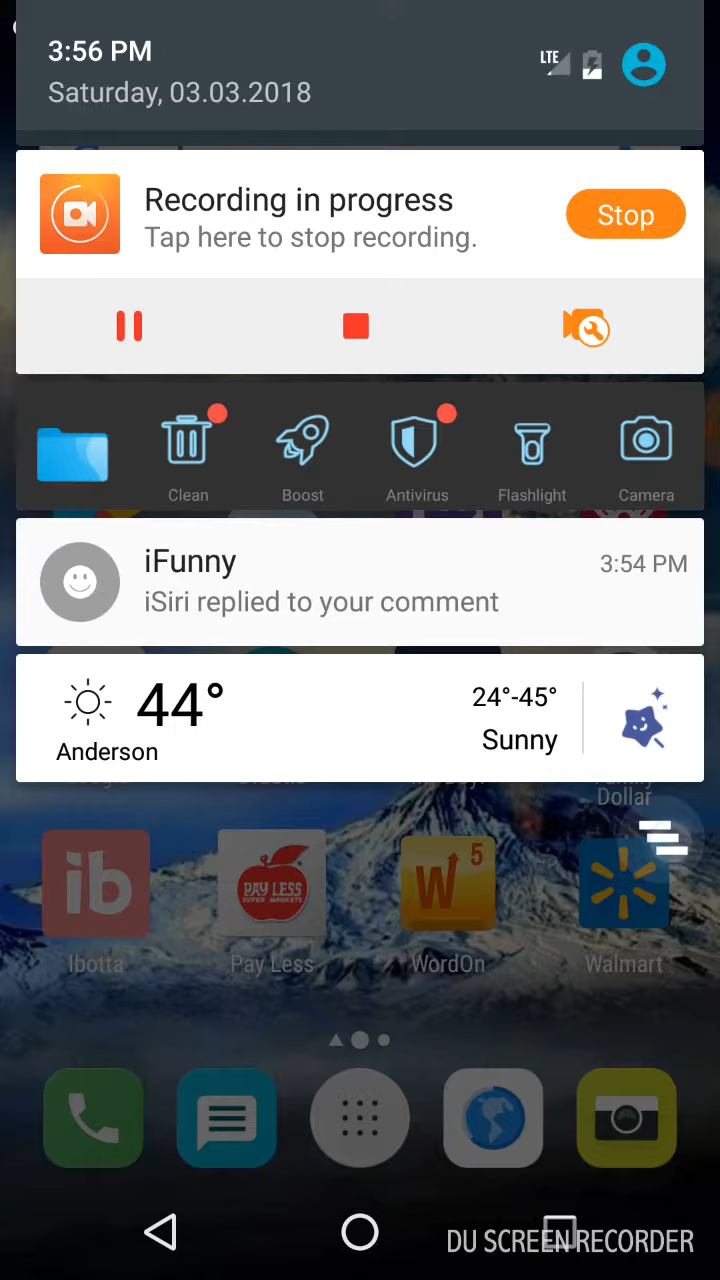 3:56 PM
LTE
Saturday, 03.03.2018
Recording in progress
Tap here to stop recording.
Stop
Clean
Boost
Antivirus
Flashlight
Camera
iFunny
3:54 PM
iSiri replied to your comment
44°
24°-45°
Anderson
Sunny
Dollar
ib
PAY LESS
SUPER MARKETS
W
5
Ibotta
Pay Less
WordOn
Walmart
DU SCREEN RECORDER